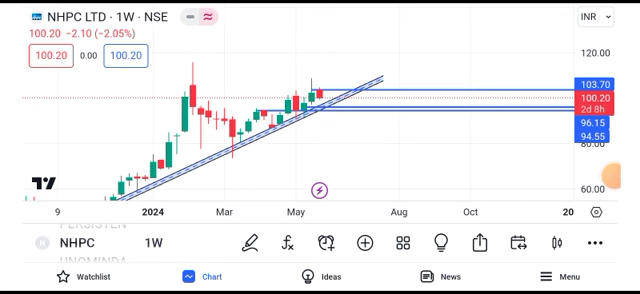 NHPC LTD · 1W · NSE
INR
100.20 −2.10 (−2.05%)
100.20 0.00 100.20
120.00
103.70
100.20
2d 8h
96.15
94.55
80.00
60.00
9 2024 Mar May Aug Oct 20
PERSISTEN
N NHPC 1W
UNOMINDA
Watchlist Chart Ideas News Menu